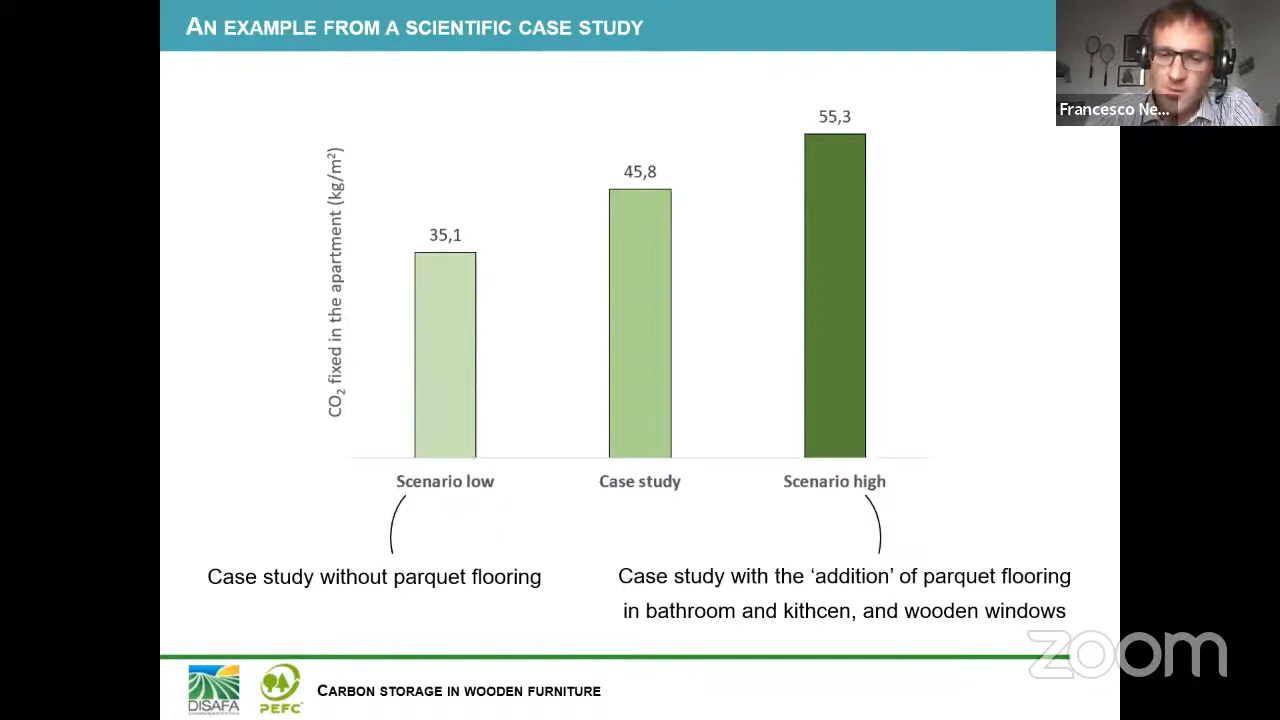 AN EXAMPLE FROM A SCIENTIFIC CASE STUDY
Francesco Ne...
55,3
45,8
35,1
CO2 fixed in the apartment (kg/m²)
Scenario low
Case study
Scenario high
Case study without parquet flooring
Case study with the ‘addition’ of parquet flooring
in bathroom and kithcen, and wooden windows
zoom
DISAFA
PEFC
CARBON STORAGE IN WOODEN FURNITURE